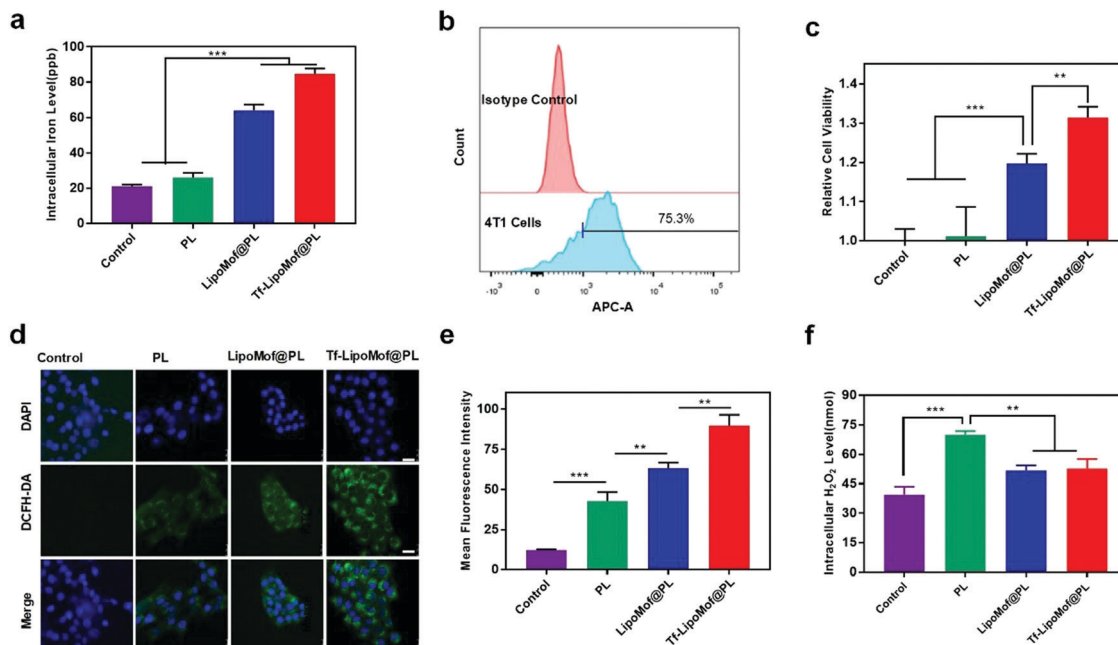 a
Intracellular Iron Level(ppb)
100
80
60
40
20
0
***
Control
PL
LipoMof@PL
Tf-LipoMof@PL
b
Count
Isotype Control
4T1 Cells
75.3%
-10³ 0 10³ 10⁴ 10⁵
APC-A
c
Relative Cell Viability
1.4
1.3
1.2
1.1
1.0
***
**
Control
PL
LipoMof@PL
Tf-LipoMof@PL
d
Control PL LipoMof@PL Tf-LipoMof@PL
DAPI
DCFH-DA
Merge
e
Mean Fluorescence Intensity
100
75
50
25
0
***
**
**
Control
PL
LipoMof@PL
Tf-LipoMof@PL
f
Intracellular H₂O₂ Level(nmol)
90
75
60
45
30
15
0
***
**
Control
PL
LipoMof@PL
Tf-LipoMof@PL